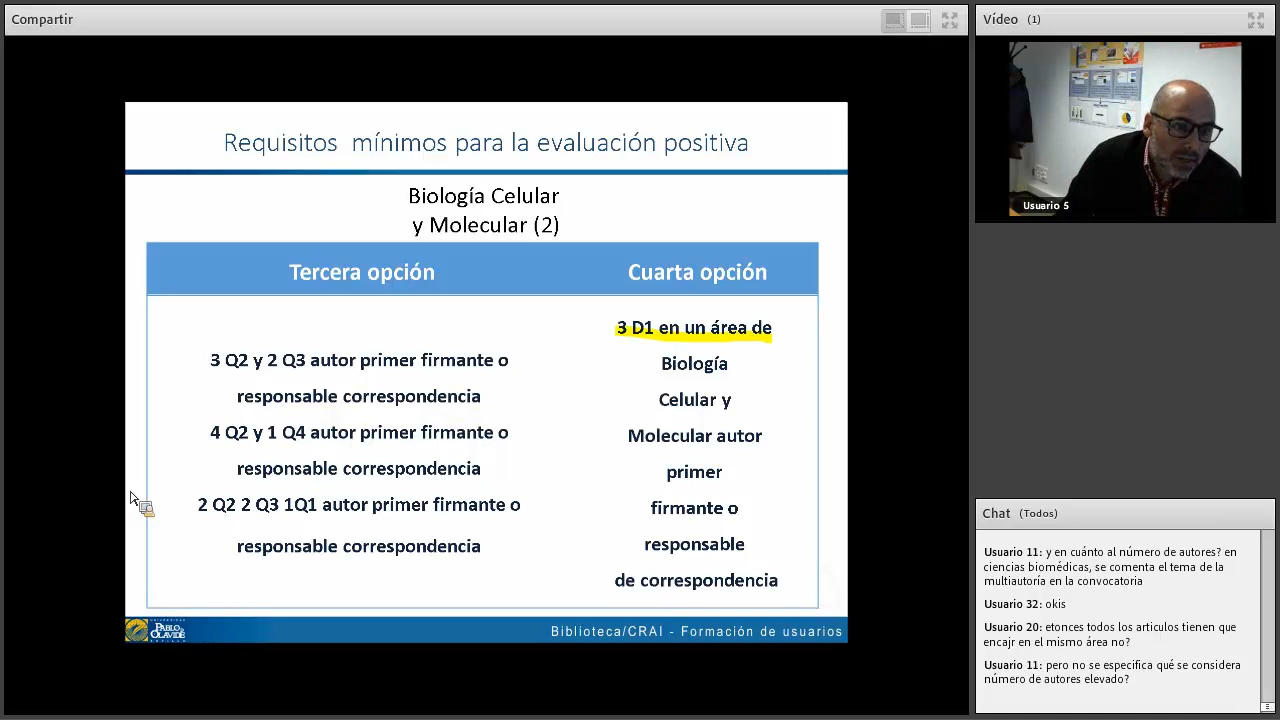 Compartir
Requisitos mínimos para la evaluación positiva
Biología Celular
y Molecular (2)
Tercera opción
Cuarta opción
3 Q2 y 2 Q3 autor primer firmante o
responsable correspondencia
4 Q2 y 1 Q4 autor primer firmante o
responsable correspondencia
2 Q2 2 Q3 1Q1 autor primer firmante o
responsable correspondencia
3 D1 en un área de
Biología
Celular y
Molecular autor
primer
firmante o
responsable
de correspondencia
UNIVERSIDAD
PABLO
OLAVIDE
SEVILLA
Biblioteca/CRAI - Formación de usuarios
Vídeo (1)
Usuario 5
Chat (Todos)
Usuario 11: y en cuánto al número de autores? en
ciencias biomédicas, se comenta el tema de la
multiautoría en la convocatoria
Usuario 32: okis
Usuario 20: etonces todos los articulos tienen que
encajr en el mismo área no?
Usuario 11: pero no se especifica qué se considera
número de autores elevado?